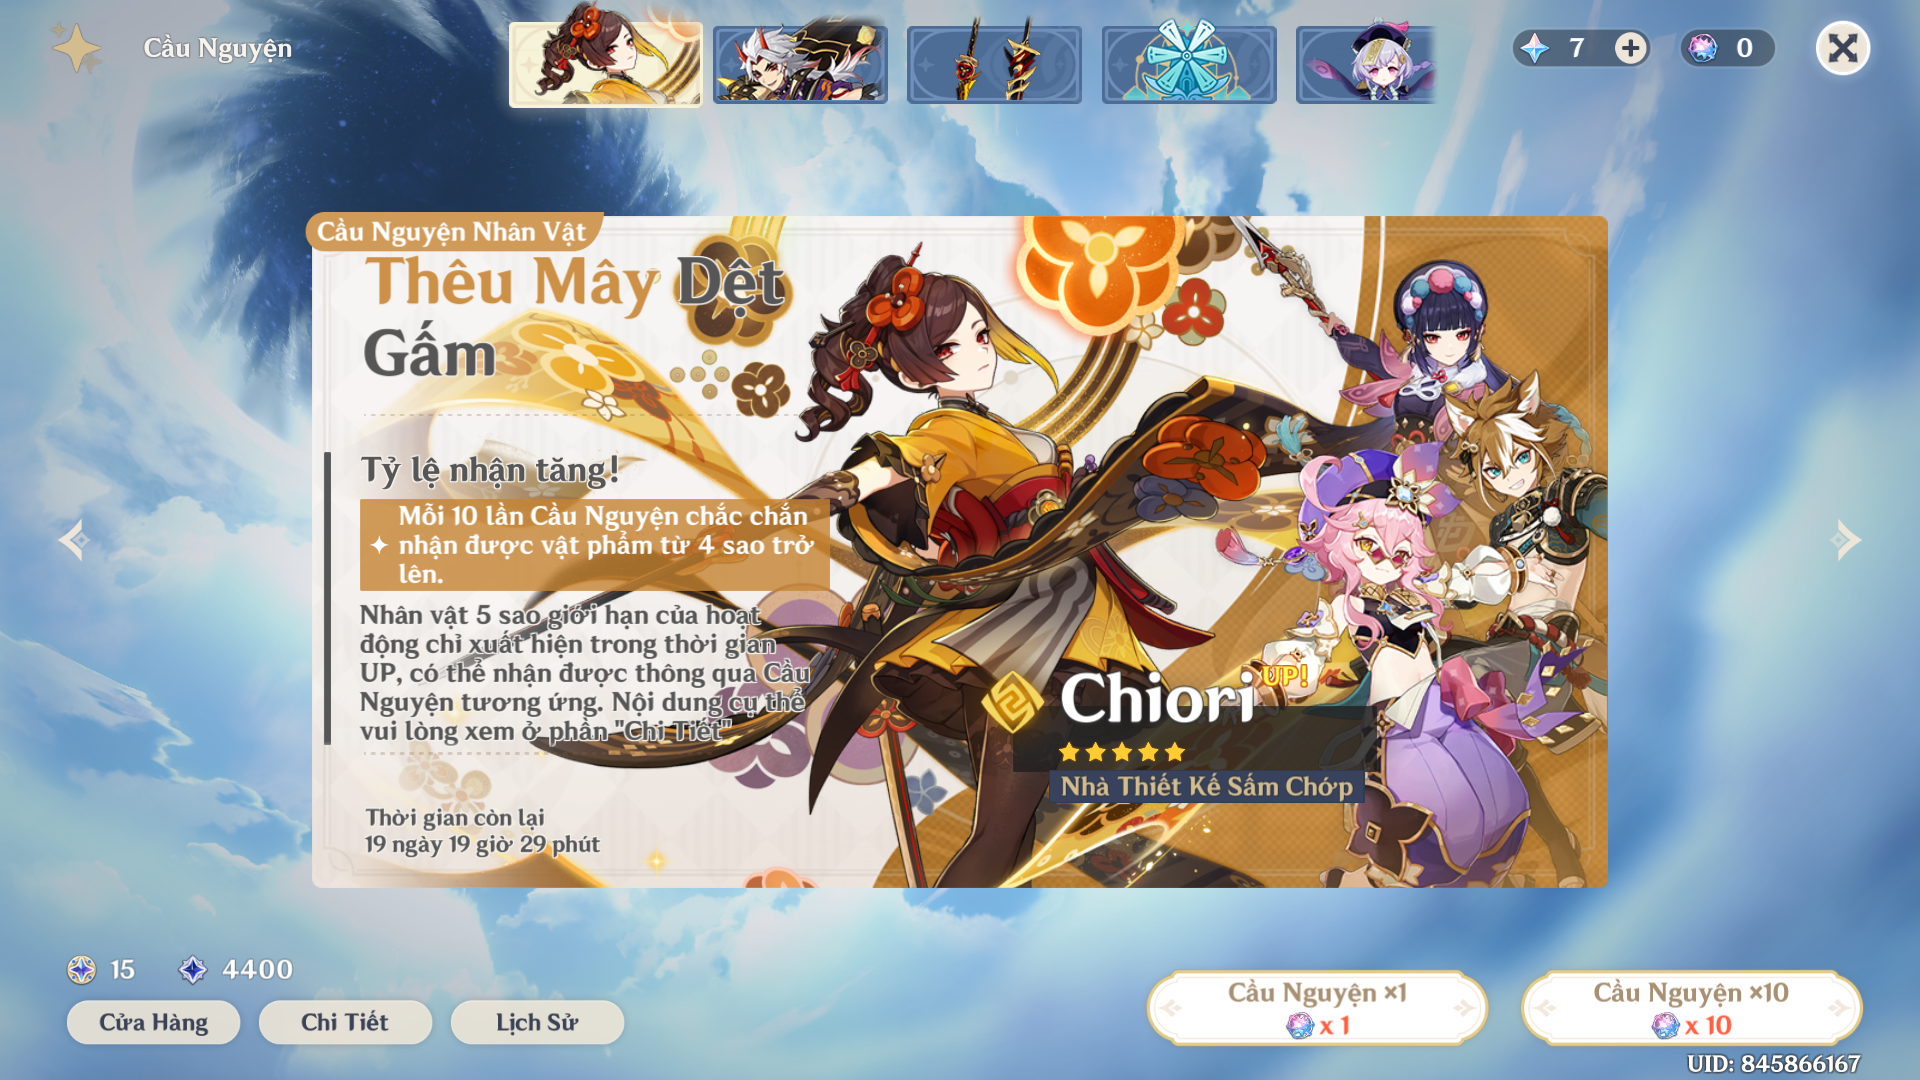 Cầu Nguyện
7
0
Cầu Nguyện Nhân Vật
Thêu Mây Dệt
Gấm
Tỷ lệ nhận tăng!
Mỗi 10 lần Cầu Nguyện chắc chắn
nhận được vật phẩm từ 4 sao trở
lên.
Nhân vật 5 sao giới hạn của hoạt
động chỉ xuất hiện trong thời gian
UP, có thể nhận được thông qua Cầu
Nguyện tương ứng. Nội dung cụ thể
vui lòng xem ở phần "Chi Tiết"
Thời gian còn lại
19 ngày 19 giờ 29 phút
Chiori
UP!
Nhà Thiết Kế Sấm Chớp
15
4400
Cửa Hàng
Chi Tiết
Lịch Sử
Cầu Nguyện ×1
x 1
Cầu Nguyện ×10
x 10
UID: 845866167